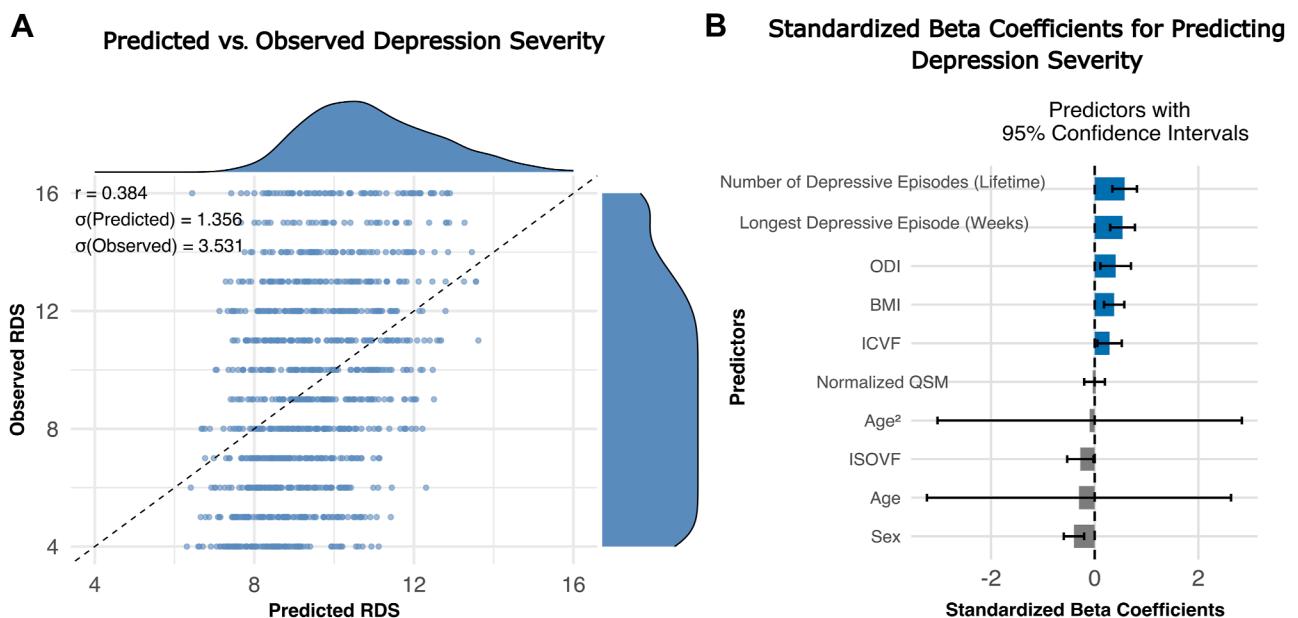 A
Predicted vs. Observed Depression Severity
r = 0.384
σ(Predicted) = 1.356
σ(Observed) = 3.531
16
12
8
4
Observed RDS
4
8
12
16
Predicted RDS
B
Standardized Beta Coefficients for Predicting
Depression Severity
Predictors with
95% Confidence Intervals
Number of Depressive Episodes (Lifetime)
Longest Depressive Episode (Weeks)
ODI
BMI
ICVF
Normalized QSM
Age²
ISOVF
Age
Sex
Predictors
-2
0
2
Standardized Beta Coefficients